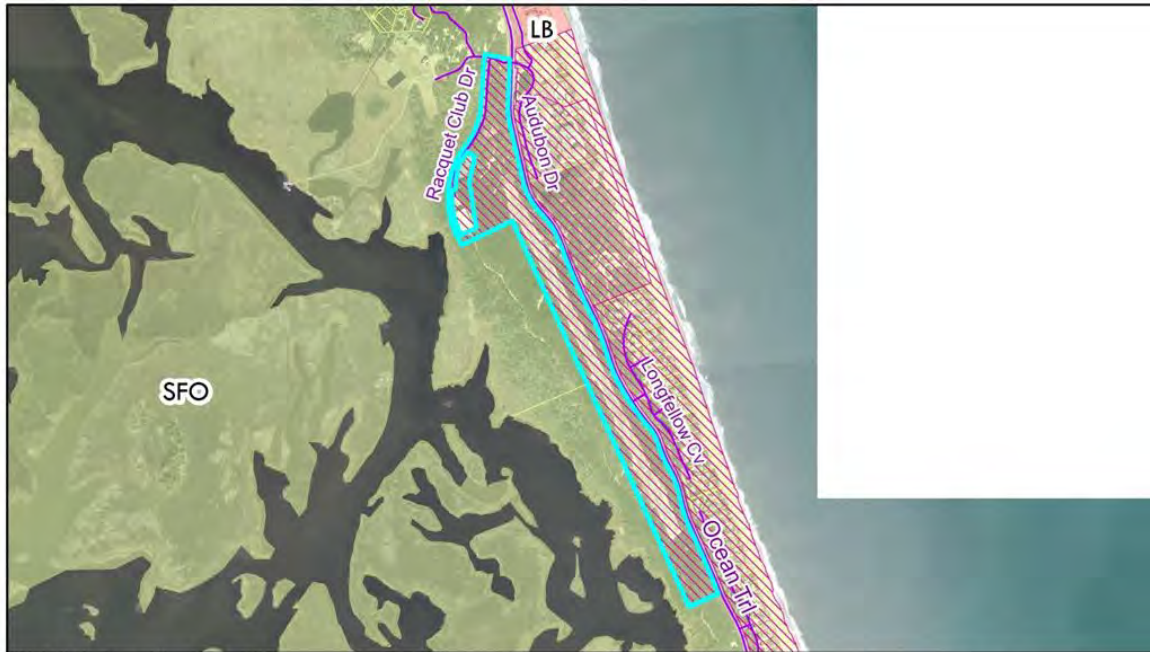 LB
Racquet Club Dr
Audubon Dr
SFO
Longfellow Cv
Ocean Trl